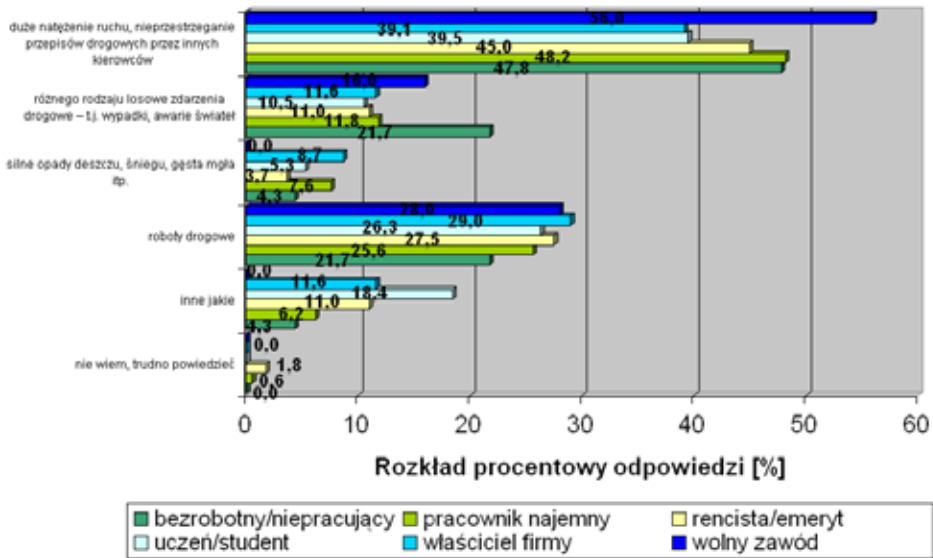 duże natężenie ruchu, nieprzestrzeganie
przepisów drogowych przez innych
kierowców
56,0
39,1
39,5
45,0
48,2
47,8
różnego rodzaju losowe zdarzenia
drogowe – t.j. wypadki, awarie świateł
16,0
11,6
10,5
11,0
11,8
21,7
silne opady deszczu, śniegu, gęsta mgła
itp.
0,0
8,7
5,3
3,7
7,6
4,3
roboty drogowe
28,0
29,0
26,3
27,5
25,6
21,7
inne jakie
0,0
11,6
18,4
11,0
6,2
4,3
nie wiem, trudno powiedzieć
0,0
1,8
0,6
0,0
0 10 20 30 40 50 60
Rozkład procentowy odpowiedzi [%]
bezrobotny/niepracujący pracownik najemny rencista/emeryt
uczeń/student właściciel firmy wolny zawód